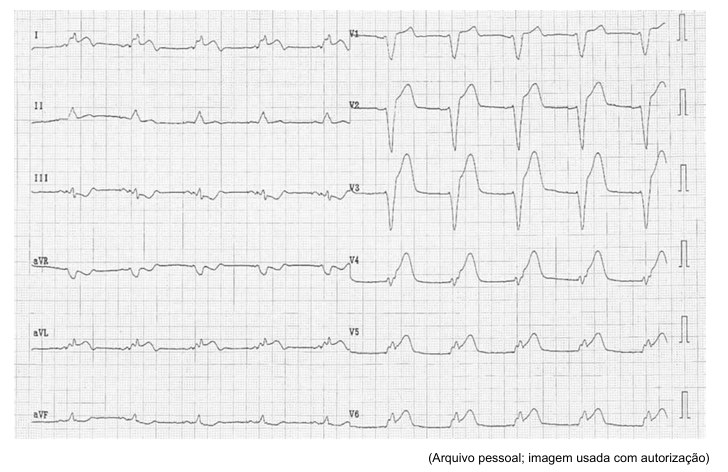 I
V1
II
V2
III
V3
aVR
V4
aVL
V5
aVF
V6
(Arquivo pessoal; imagem usada com autorização)